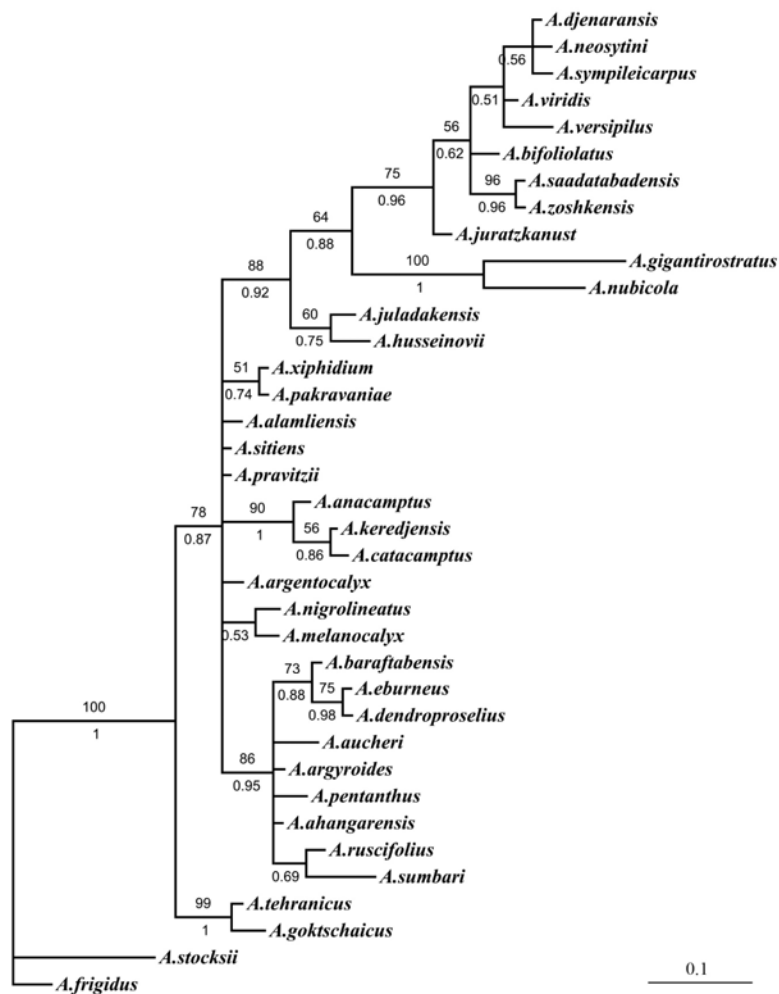 A.djenaransis
A.neosytini
0.56
A.sympileicarpus
0.51
A.viridis
56
A.versipilus
0.62
A.bifoliolatus
75
96
A.saadatabadensis
0.96
0.96
A.zoshkensis
64
A.juratzkanust
0.88
100
A.gigantirostratus
88
1
A.nubicola
0.92
60
A.juladakensis
0.75
A.husseinovii
51
A.xiphidium
0.74
A.pakravaniae
A.alamliensis
A.sitiens
A.pravitzii
78
90
A.anacamptus
0.87
1
56
A.keredjensis
0.86
A.catacamptus
A.argentocalyx
A.nigrolineatus
0.53
A.melanocalyx
73
A.baraftabensis
0.88
75
A.eburneus
100
0.98
A.dendroproselius
1
A.aucheri
86
A.argyroides
0.95
A.pentanthus
A.ahangarensis
A.ruscifolius
0.69
A.sumbari
99
A.tehranicus
1
A.goktschaicus
A.stocksii
0.1
A.frigidus